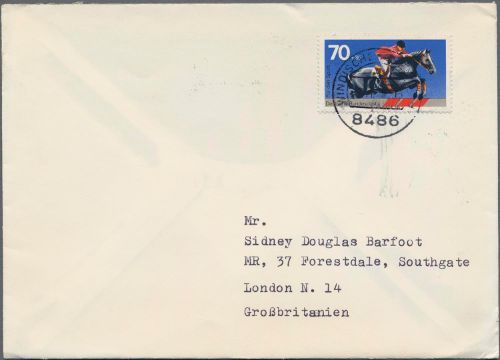 70
8486
Mr.
Sidney Douglas Barfoot
MR, 37 Forestdale, Southgate
London N. 14
Großbritanien